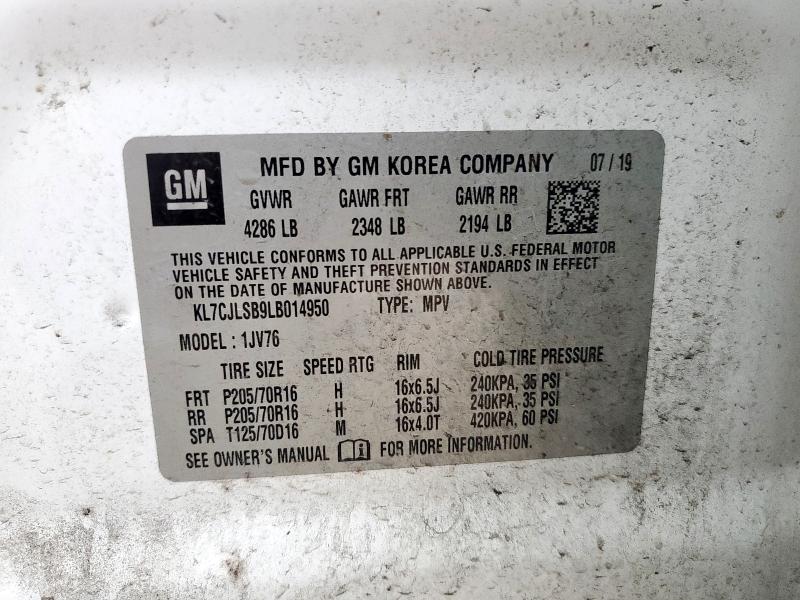 GM MFD BY GM KOREA COMPANY 07 / 19
GVWR GAWR FRT GAWR RR
4286 LB 2348 LB 2194 LB
THIS VEHICLE CONFORMS TO ALL APPLICABLE U.S. FEDERAL MOTOR
VEHICLE SAFETY AND THEFT PREVENTION STANDARDS IN EFFECT
ON THE DATE OF MANUFACTURE SHOWN ABOVE.
KL7CJLSB9LB014950 TYPE: MPV
MODEL : 1JV76
TIRE SIZE SPEED RTG RIM COLD TIRE PRESSURE
FRT P205/70R16 H 16x6.5J 240KPA, 35 PSI
RR P205/70R16 H 16x6.5J 240KPA, 35 PSI
SPA T125/70D16 M 16x4.0T 420KPA, 60 PSI
SEE OWNER'S MANUAL FOR MORE INFORMATION.